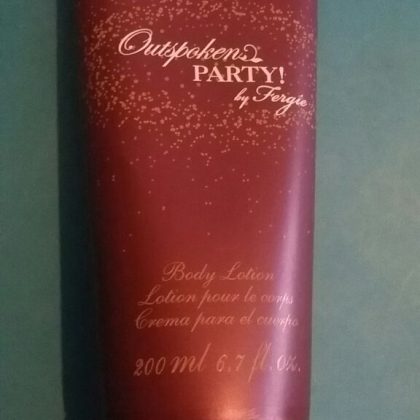 Outspoken
PARTY!
by Fergie
Body Lotion
Lotion pour le corps
Crema para el cuerpo
200 ml 6.7 fl. oz.